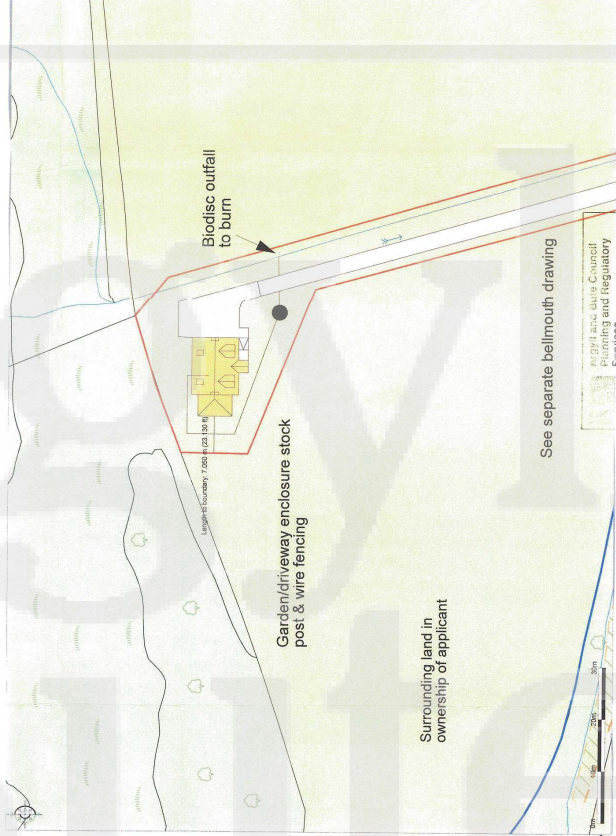 Biodisc outfall
to burn
Length to boundary: 7.050 m (23.130 ft)
Garden/driveway enclosure stock
post & wire fencing
Surrounding land in
ownership of applicant
See separate bellmouth drawing
Argyll and Bute Council
Planning and Regulatory
0m
10m
20m
30m